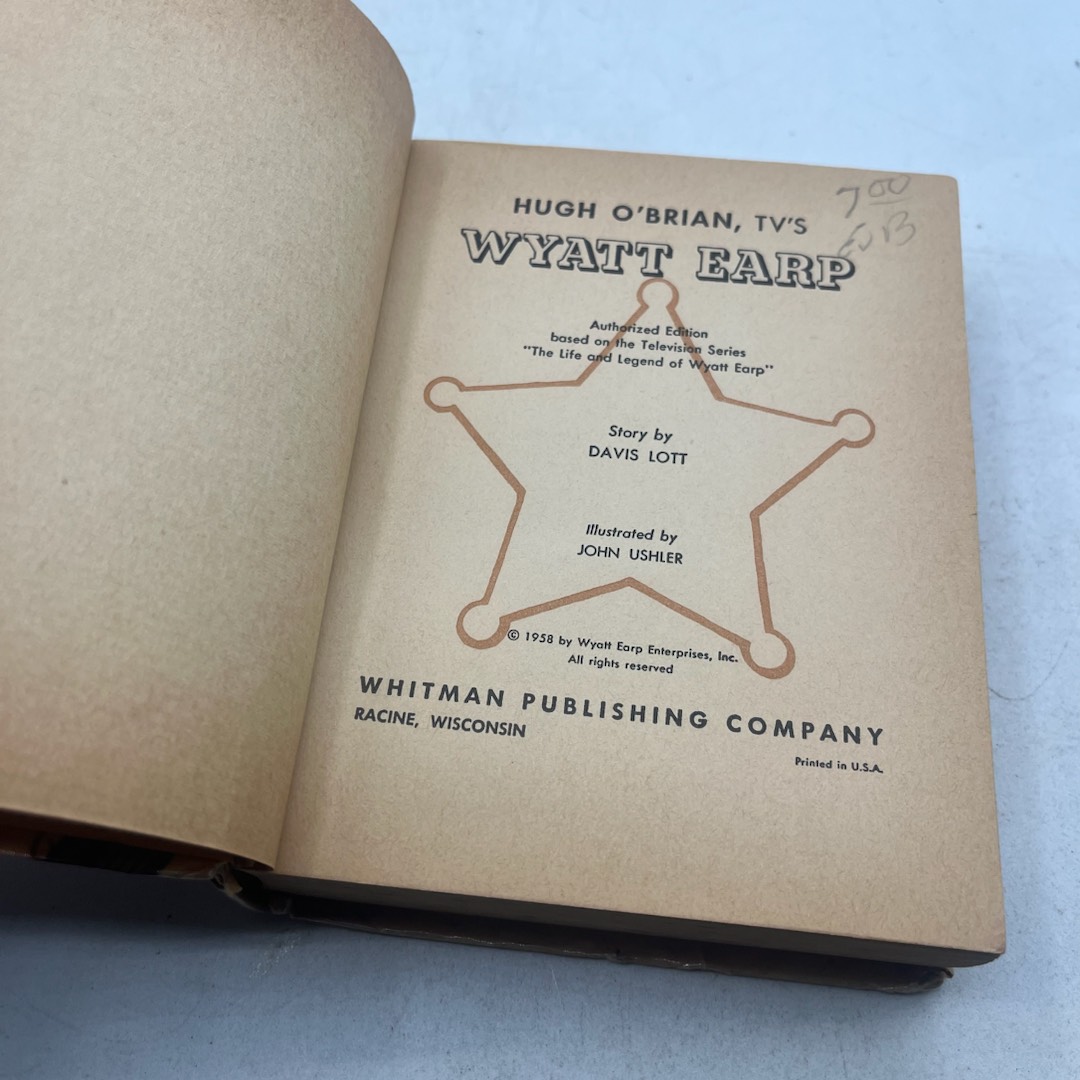 7 00
HUGH O'BRIAN, TV'S
WYATT EARP
Authorized Edition
based on the Television Series
"The Life and Legend of Wyatt Earp"
Story by
DAVIS LOTT
Illustrated by
JOHN USHLER
© 1958 by Wyatt Earp Enterprises, Inc.
All rights reserved
WHITMAN PUBLISHING COMPANY
RACINE, WISCONSIN
Printed in U.S.A.